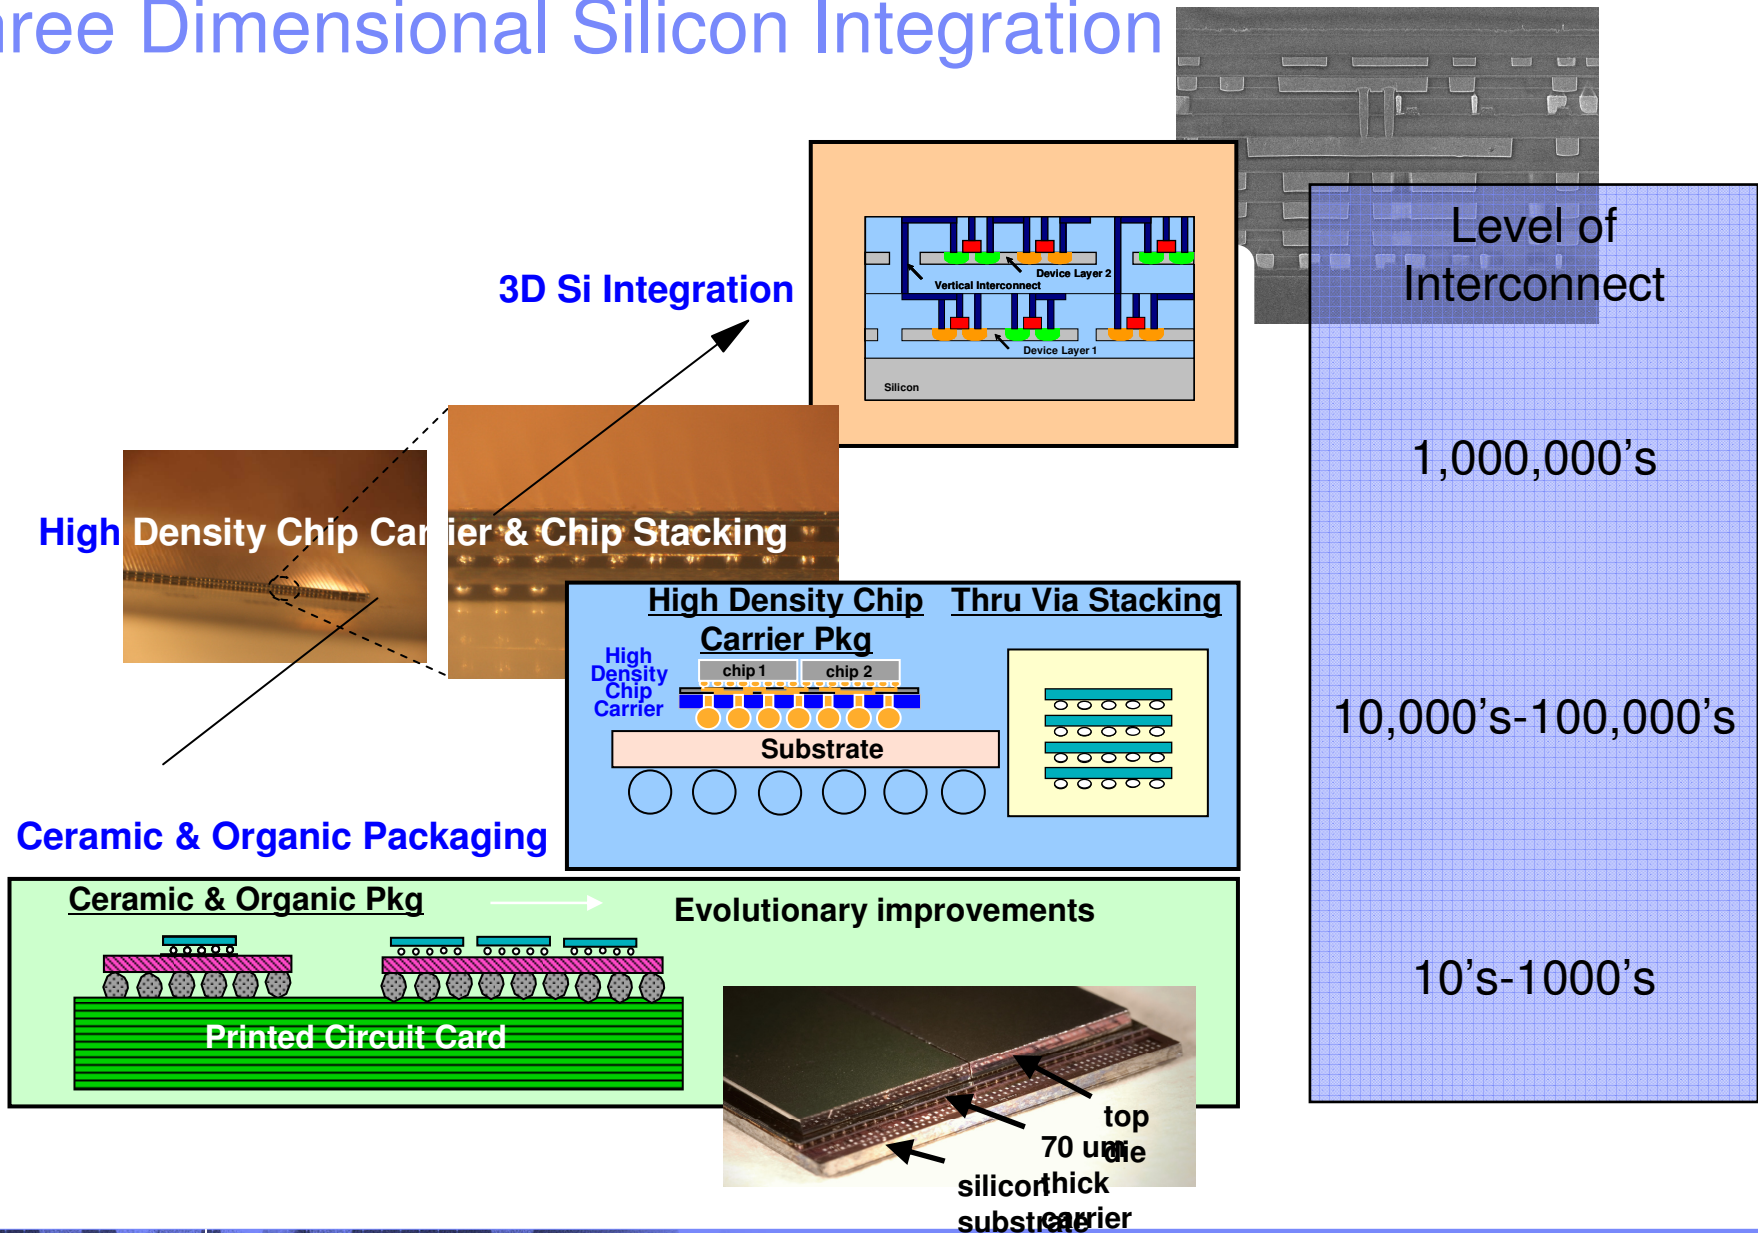 ree Dimensional Silicon Integration
Level of
Interconnect
3D Si Integration
Device Layer 2
Vertical Interconnect
Device Layer 1
Silicon
1,000,000’s
High Density Chip Carrier & Chip Stacking
High Density Chip
Carrier Pkg
Thru Via Stacking
High
Density
Chip
Carrier
chip 1
chip 2
Substrate
10,000’s-100,000’s
Ceramic & Organic Packaging
Ceramic & Organic Pkg
Evolutionary improvements
Printed Circuit Card
10’s-1000’s
top
die
70 um
thick
carrier
silicon
substrate